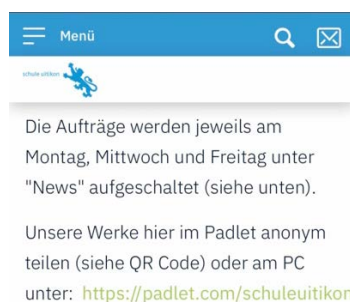 Menü
schule uitikon
Die Aufträge werden jeweils am
Montag, Mittwoch und Freitag unter
"News" aufgeschaltet (siehe unten).
Unsere Werke hier im Padlet anonym
teilen (siehe QR Code) oder am PC
unter: https://padlet.com/schuleuitikon